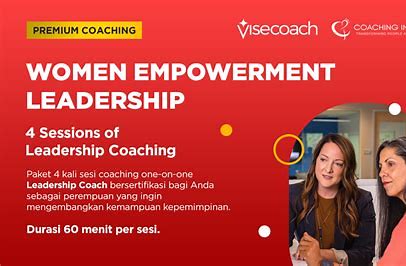 PREMIUM COACHING
Visecoach
COACHING IN
TRANSFORMING PEOPLE A
WOMEN EMPOWERMENT
LEADERSHIP
4 Sessions of
Leadership Coaching
Paket 4 kali sesi coaching one-on-one
Leadership Coach bersertifikasi bagi Anda
sebagai perempuan yang ingin
mengembangkan kemampuan kepemimpinan.
Durasi 60 menit per sesi.